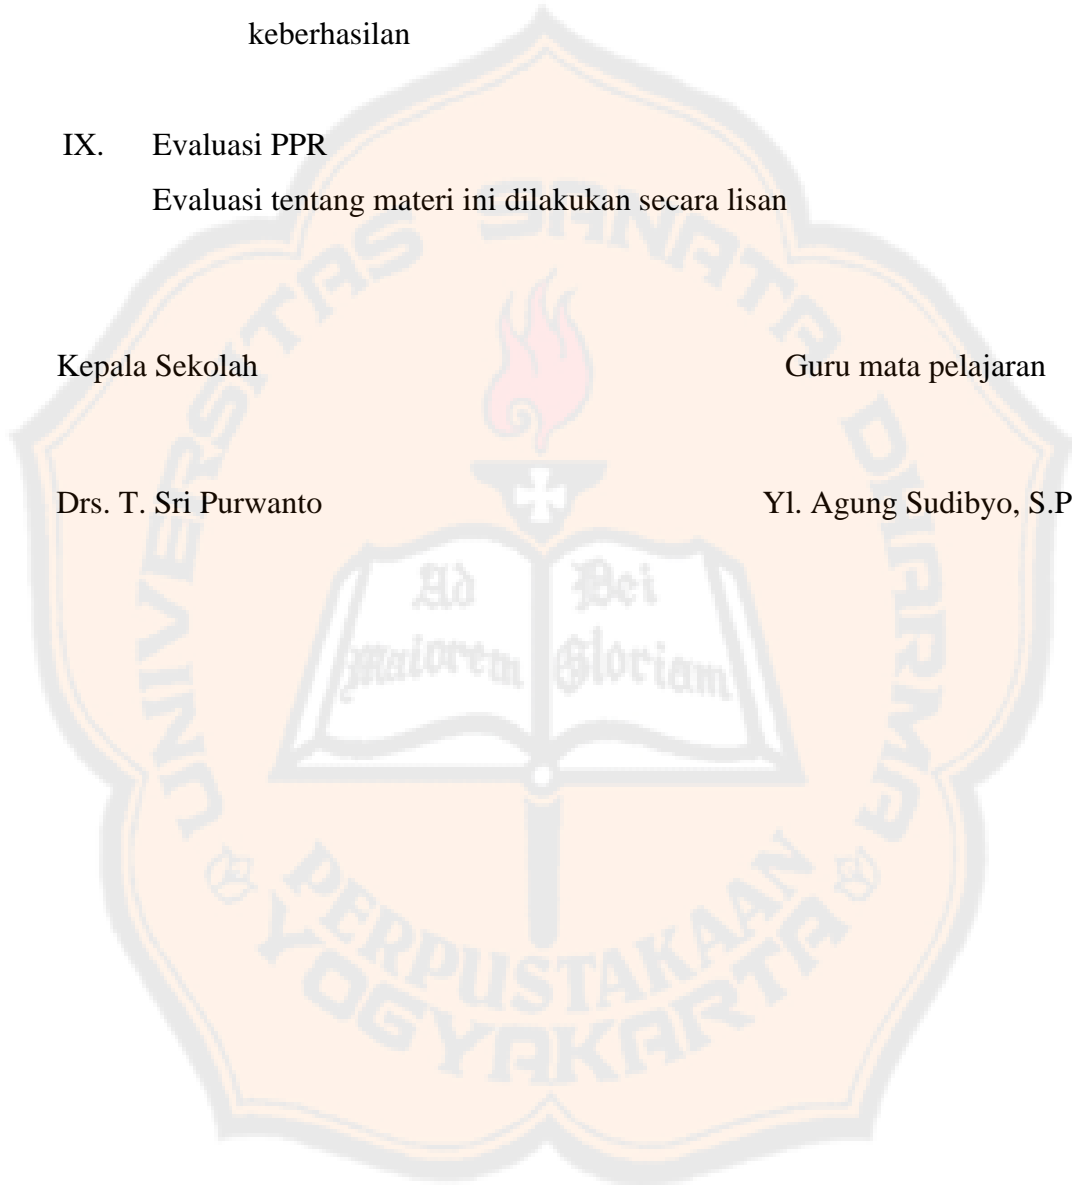 keberhasilan
IX. Evaluasi PPR
Evaluasi tentang materi ini dilakukan secara lisan
Kepala Sekolah Guru mata pelajaran
Drs. T. Sri Purwanto Yl. Agung Sudibyo, S.P
UNIVERSITAS SANATA DHARMA
Ad Dei
Maiorem Gloriam
PERPUSTAKAAN
YOGYAKARTA